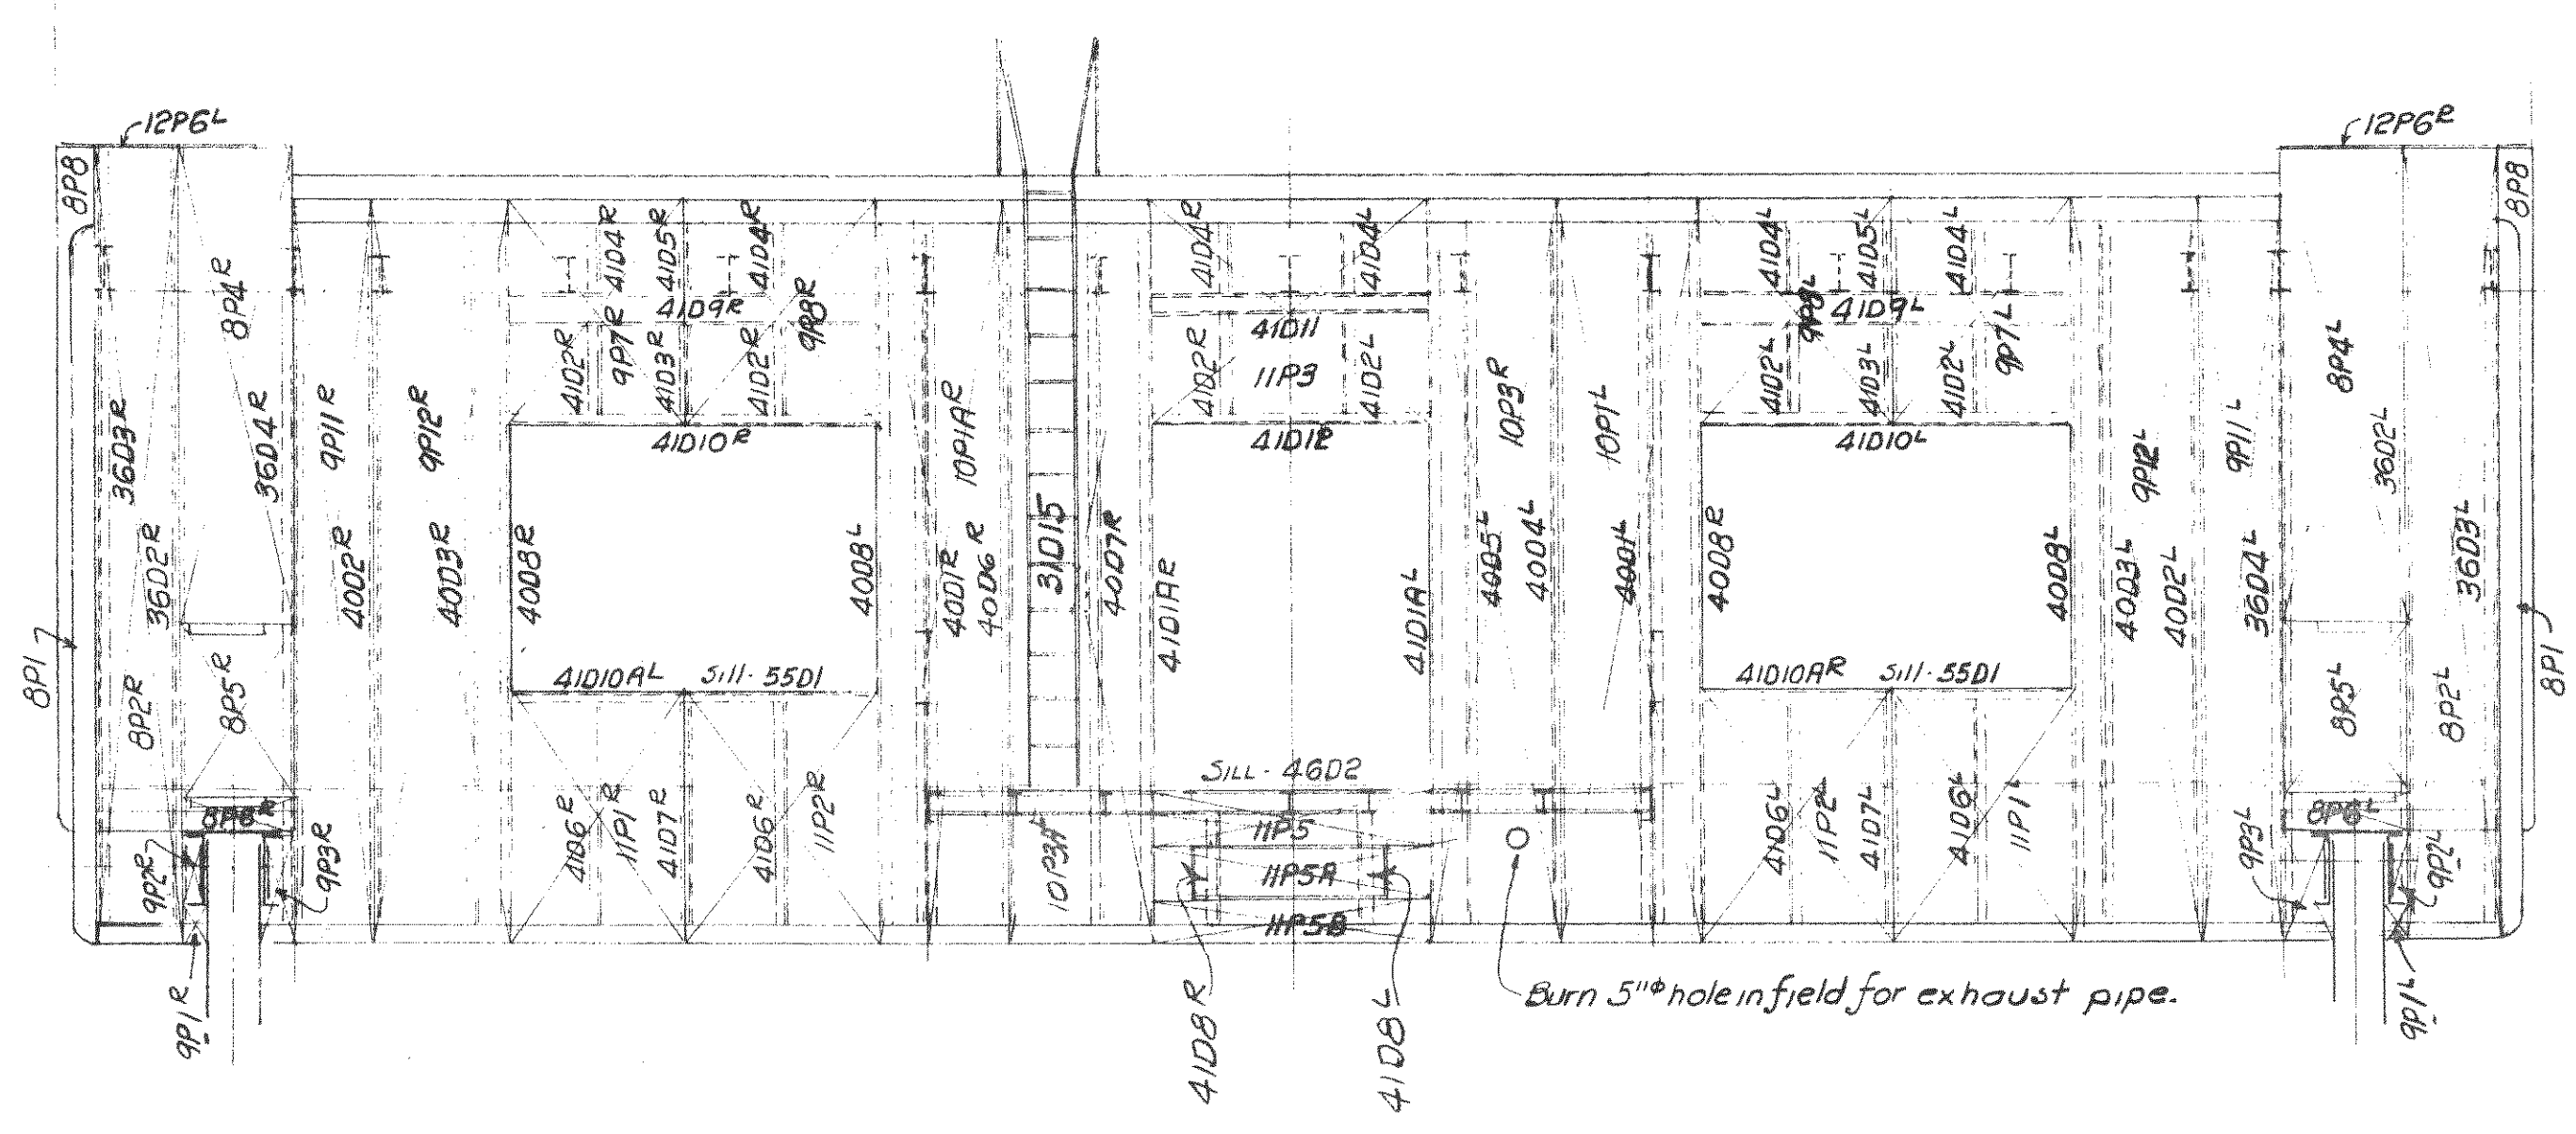 12P6L
12P6R
8P8
8P8
41D4R
41D5R
41D4R
41D4R
41D4L
41D4L
41D5L
41D4L
8P4R
41D9R
9P8R
41D11
9P8L
41D9L
9P7L
8P4L
41D2R
9P7R
41D3R
41D2R
41D2R
11P3
41D2L
41D2L
41D3L
41D2L
36D3R
36D4R
9P11R
9P12R
41D10R
10P1AR
41D12
10P3R
10P1L
41D10L
9P12L
9P11L
36D2L
36D2R
40D2R
40D3R
40D8R
40D8L
40D1R
40D6R
31D15
40D7R
41D1AR
41D1AL
40D5L
40D4L
40D1L
40D8R
40D8L
40D3L
40D2L
36D4L
36D3L
8P1
8P2R
8P5R
41D10AL
Sill-55D1
41D10AR
Sill-55D1
8P5L
8P2L
8P1
SILL-46D2
8P6R
41D6R
11P1R
41D7R
41D6R
11P2R
10P3AL
11P5
41D6L
11P2L
41D7L
41D6L
11P1L
8P6L
9P2R
9P3R
11P5A
9P3L
9P2L
11P5B
9P1R
41D8R
41D8L
Burn 5"ϕ hole in field for exhaust pipe.
9P1L